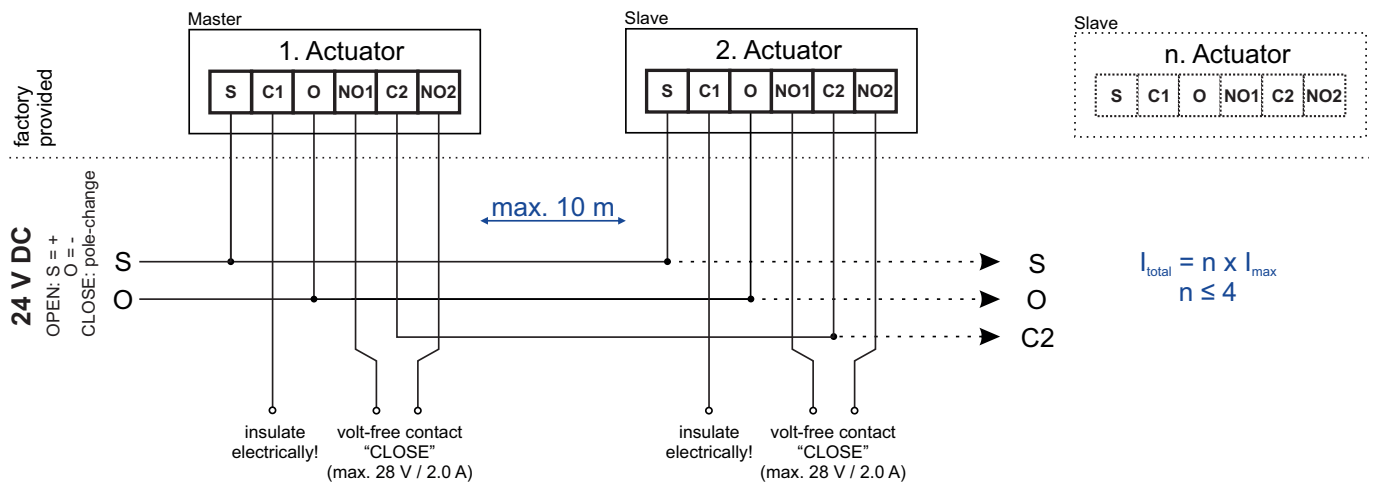 Master
1. Actuator
S C1 O NO1 C2 NO2
Slave
2. Actuator
S C1 O NO1 C2 NO2
Slave
n. Actuator
S C1 O NO1 C2 NO2
factory
provided
24 V DC
OPEN: S = +
O = -
CLOSE: pole-change
max. 10 m
S
O
S
O
C2
I_total = n x I_max
n ≤ 4
insulate
electrically!
volt-free contact
“CLOSE”
(max. 28 V / 2.0 A)
insulate
electrically!
volt-free contact
“CLOSE”
(max. 28 V / 2.0 A)